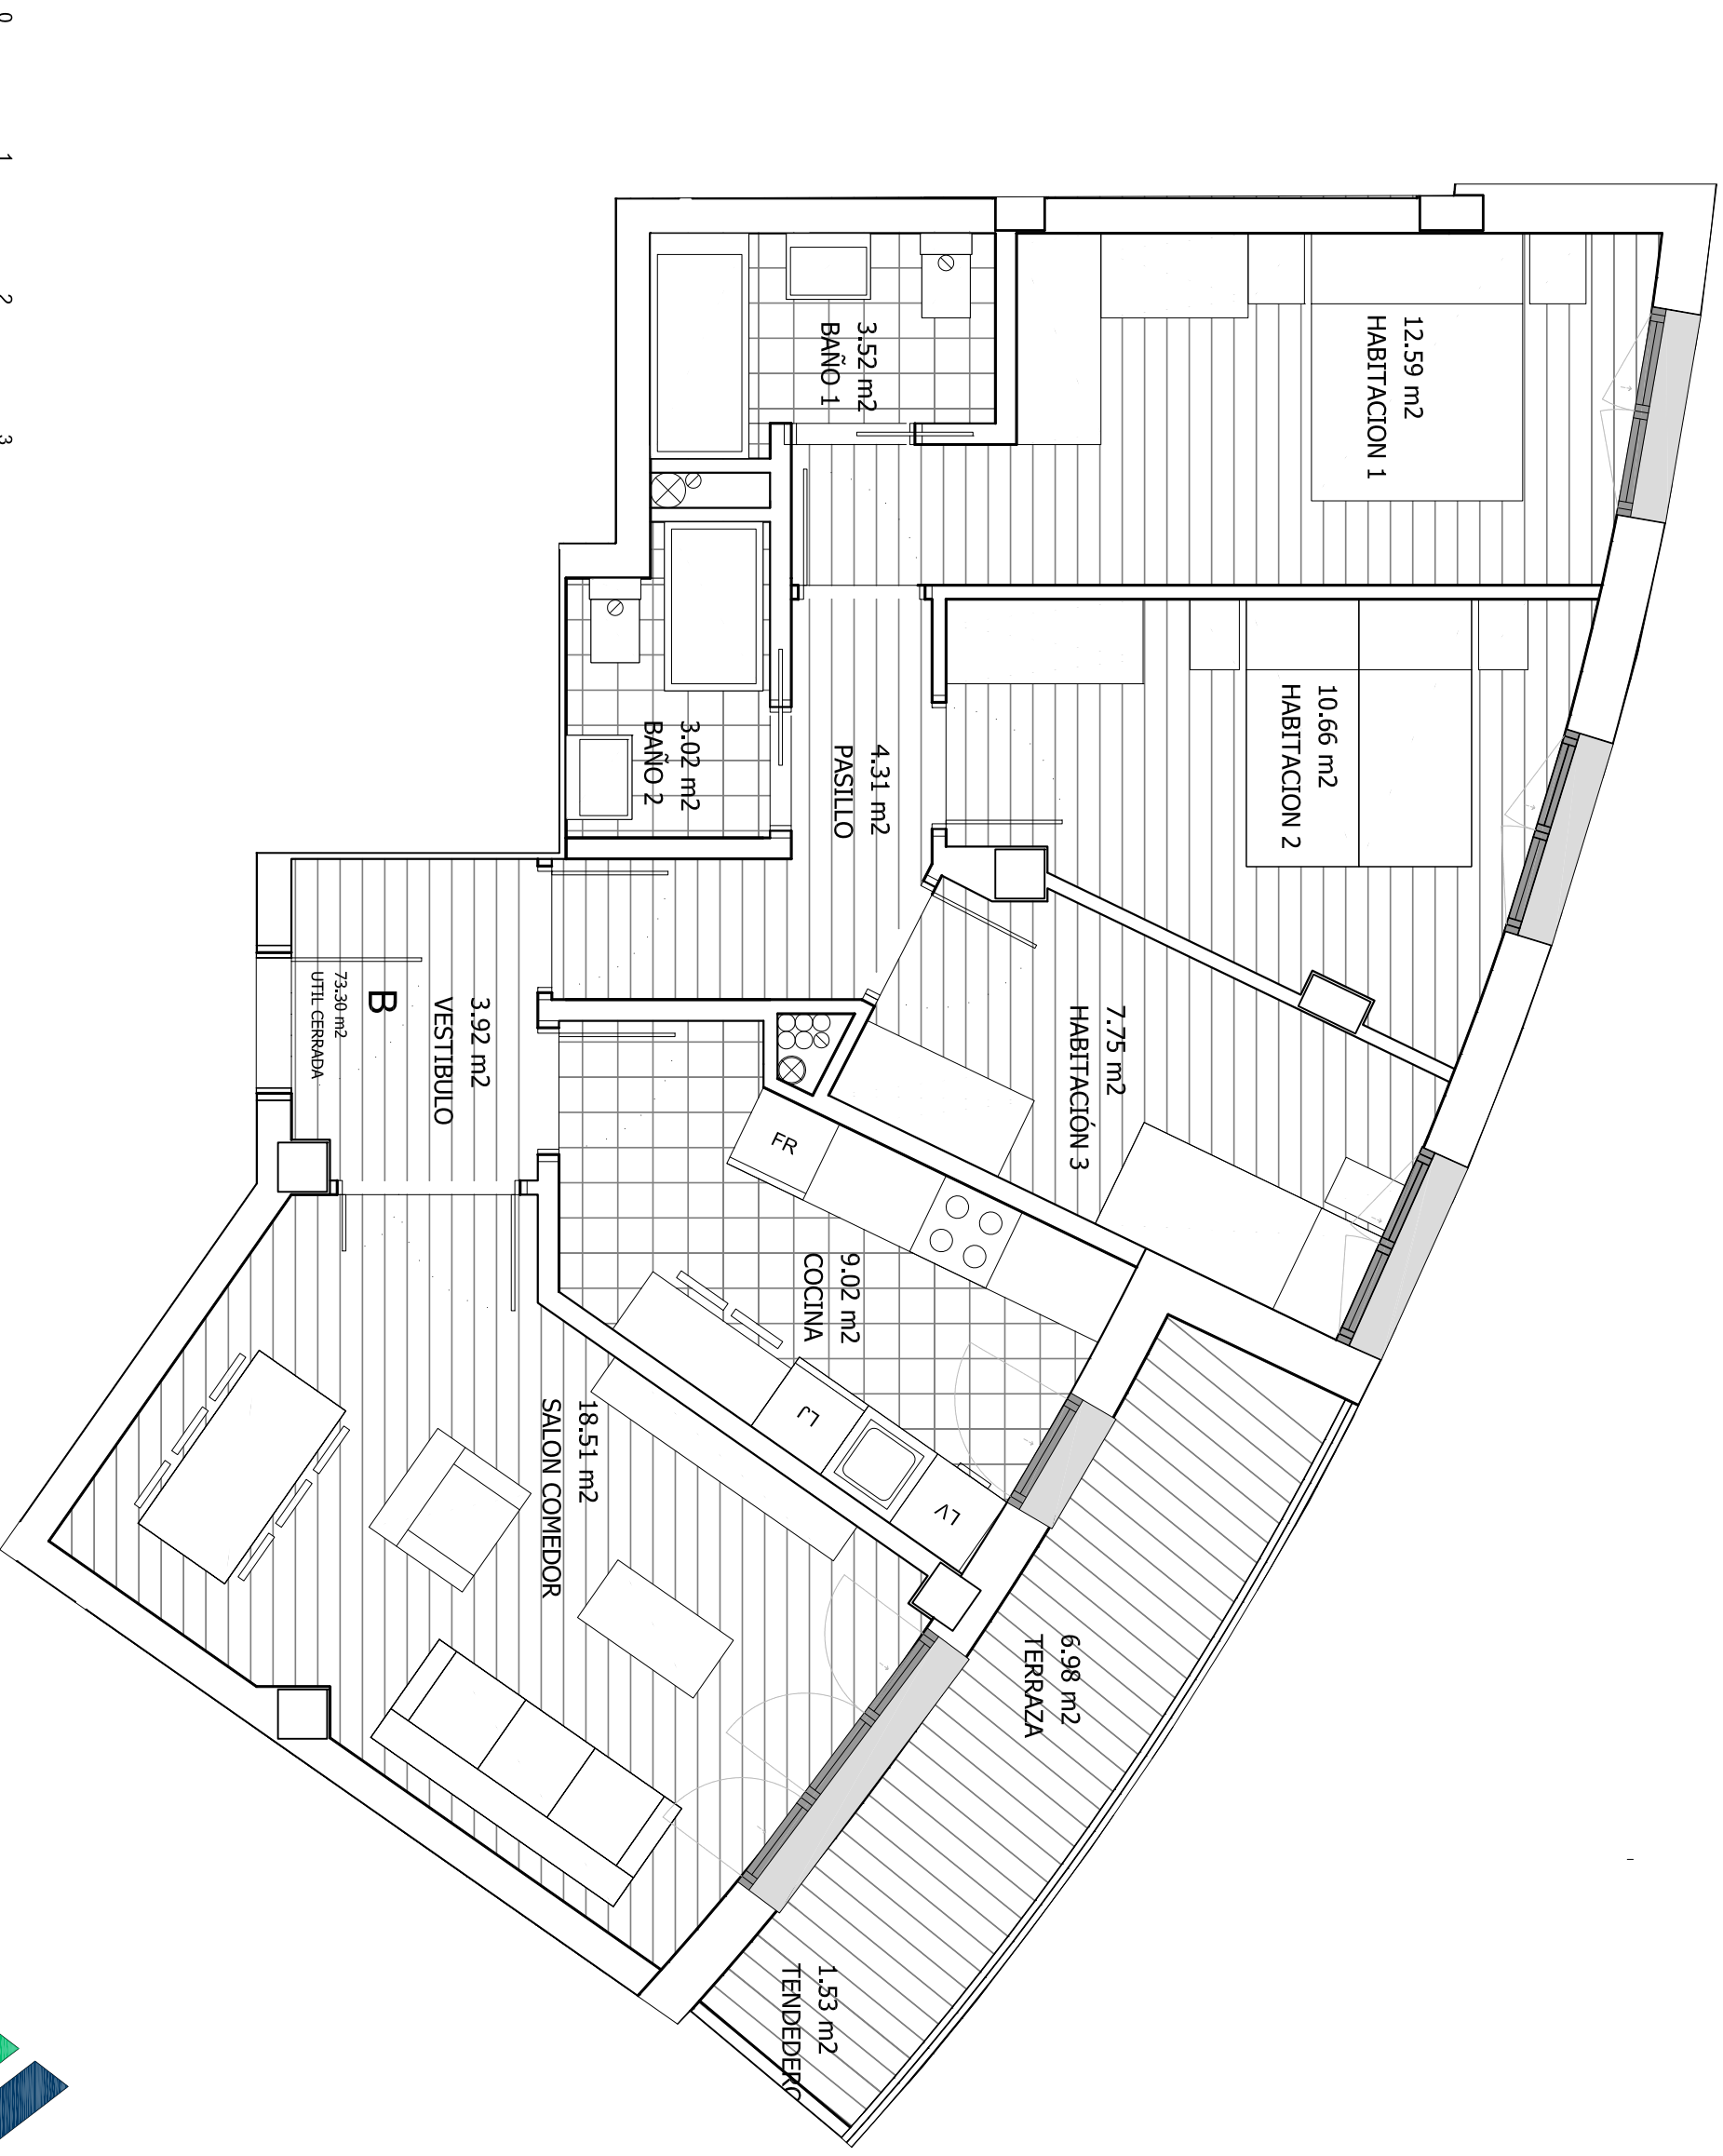 12.59 m2
HABITACION 1
10.66 m2
HABITACION 2
7.75 m2
HABITACIÓN 3
6.98 m2
TERRAZA
3.52 m2
BAÑO 1
4.31 m2
PASILLO
9.02 m2
COCINA
FR
LJ
LV
1.53 m2
TENDEDERO
3.02 m2
BAÑO 2
18.51 m2
SALON COMEDOR
3.92 m2
VESTIBULO
B
73.30 m2
UTIL CERRADA
0 1 2 3